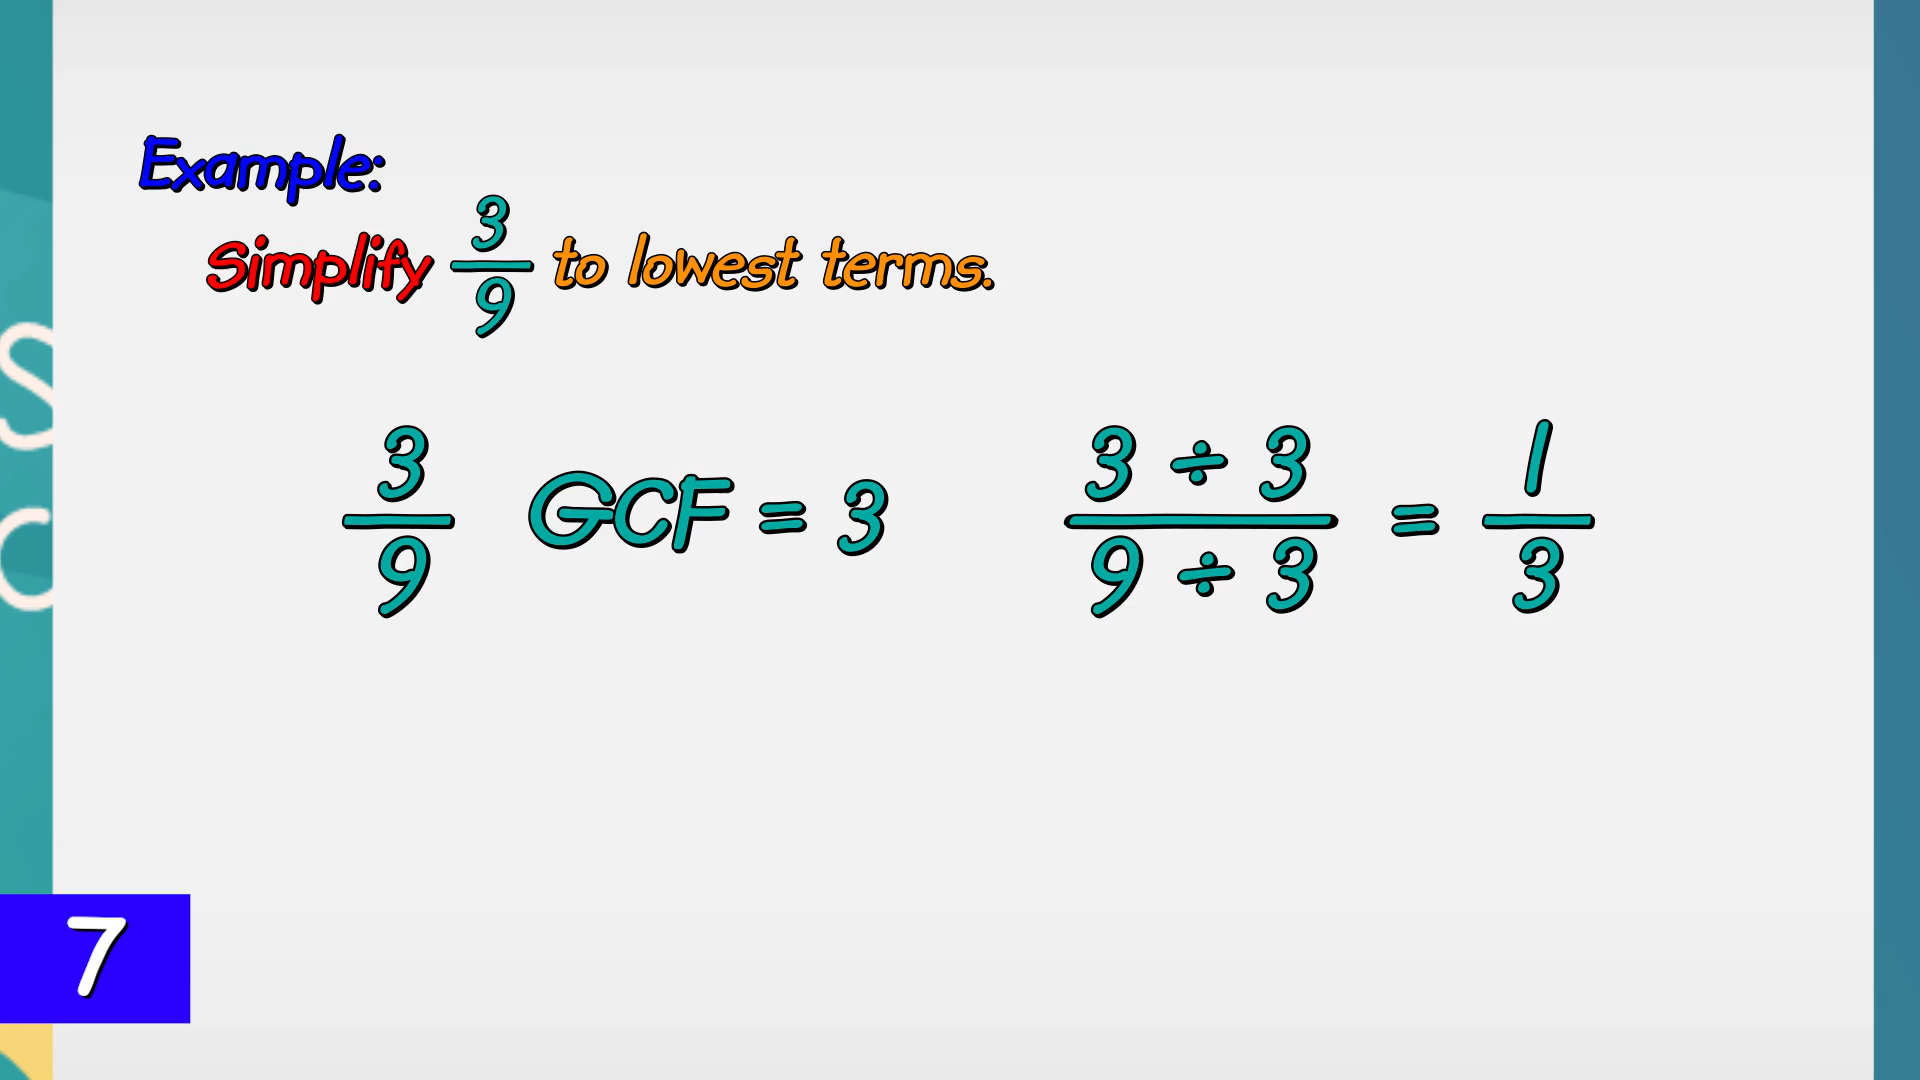 Example:
Simplify 3/9 to lowest terms.
3/9 GCF = 3
3 ÷ 3 / 9 ÷ 3 = 1/3
7
S
C